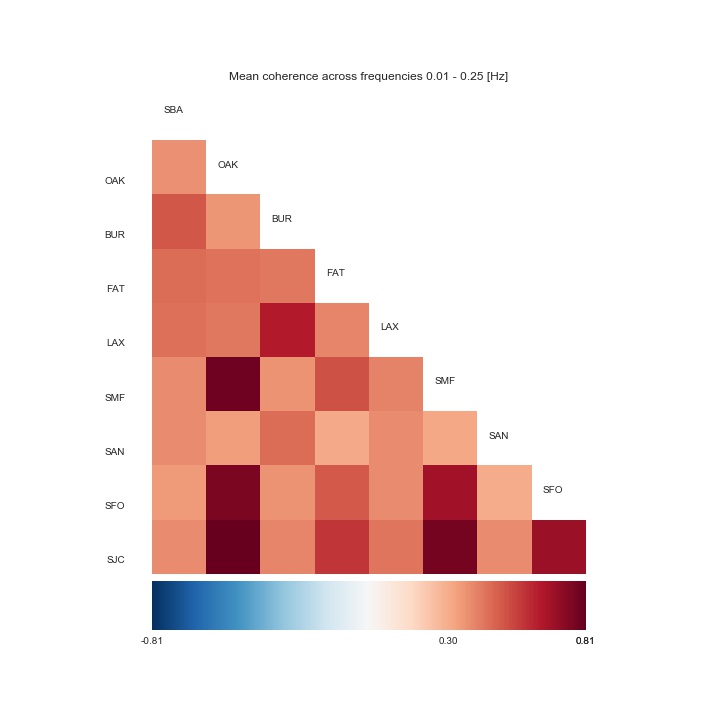 Mean coherence across frequencies 0.01 - 0.25 [Hz]
SBA
OAK
OAK
BUR
BUR
FAT
FAT
LAX
LAX
SMF
SMF
SAN
SAN
SFO
SFO
SJC
-0.81 0.30 0.81